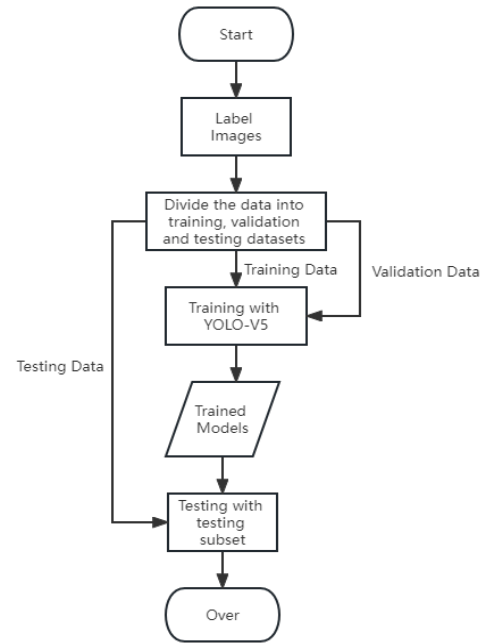 Start
Label
Images
Divide the data into
training, validation
and testing datasets
Training Data
Validation Data
Training with
YOLO-V5
Testing Data
Trained
Models
Testing with
testing
subset
Over